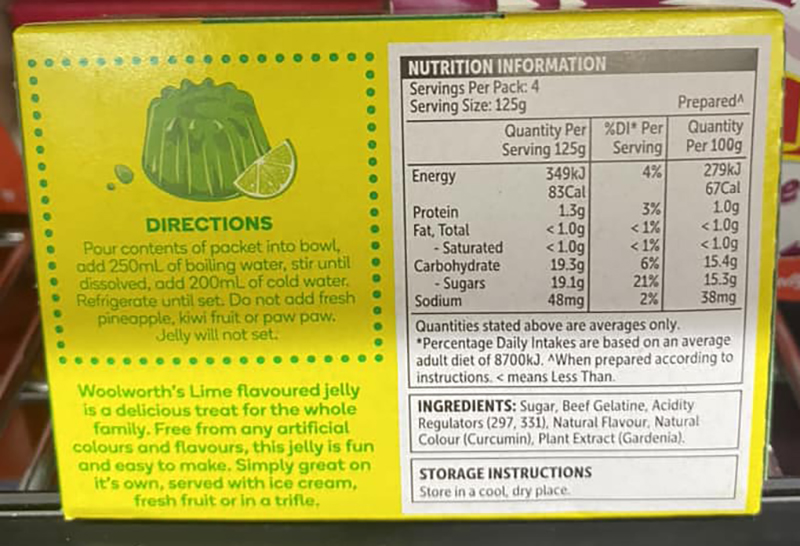 DIRECTIONS
Pour contents of packet into bowl,
add 250mL of boiling water, stir until
dissolved, add 200mL of cold water.
Refrigerate until set. Do not add fresh
pineapple, kiwi fruit or paw paw.
Jelly will not set.
Woolworth's Lime flavoured jelly
is a delicious treat for the whole
family. Free from any artificial
colours and flavours, this jelly is fun
and easy to make. Simply great on
it's own, served with ice cream,
fresh fruit or in a trifle.
NUTRITION INFORMATION
Servings Per Pack: 4
Serving Size: 125g Prepared^
Quantity Per %DI* Per Quantity
Serving 125g Serving Per 100g
Energy 349kJ 4% 279kJ
83Cal 67Cal
Protein 1.3g 3% 1.0g
Fat, Total <1.0g <1% <1.0g
- Saturated <1.0g <1% <1.0g
Carbohydrate 19.3g 6% 15.4g
- Sugars 19.1g 21% 15.3g
Sodium 48mg 2% 38mg
Quantities stated above are averages only.
*Percentage Daily Intakes are based on an average
adult diet of 8700kJ. ^When prepared according to
instructions. < means Less Than.
INGREDIENTS: Sugar, Beef Gelatine, Acidity
Regulators (297, 331), Natural Flavour, Natural
Colour (Curcumin), Plant Extract (Gardenia).
STORAGE INSTRUCTIONS
Store in a cool, dry place.